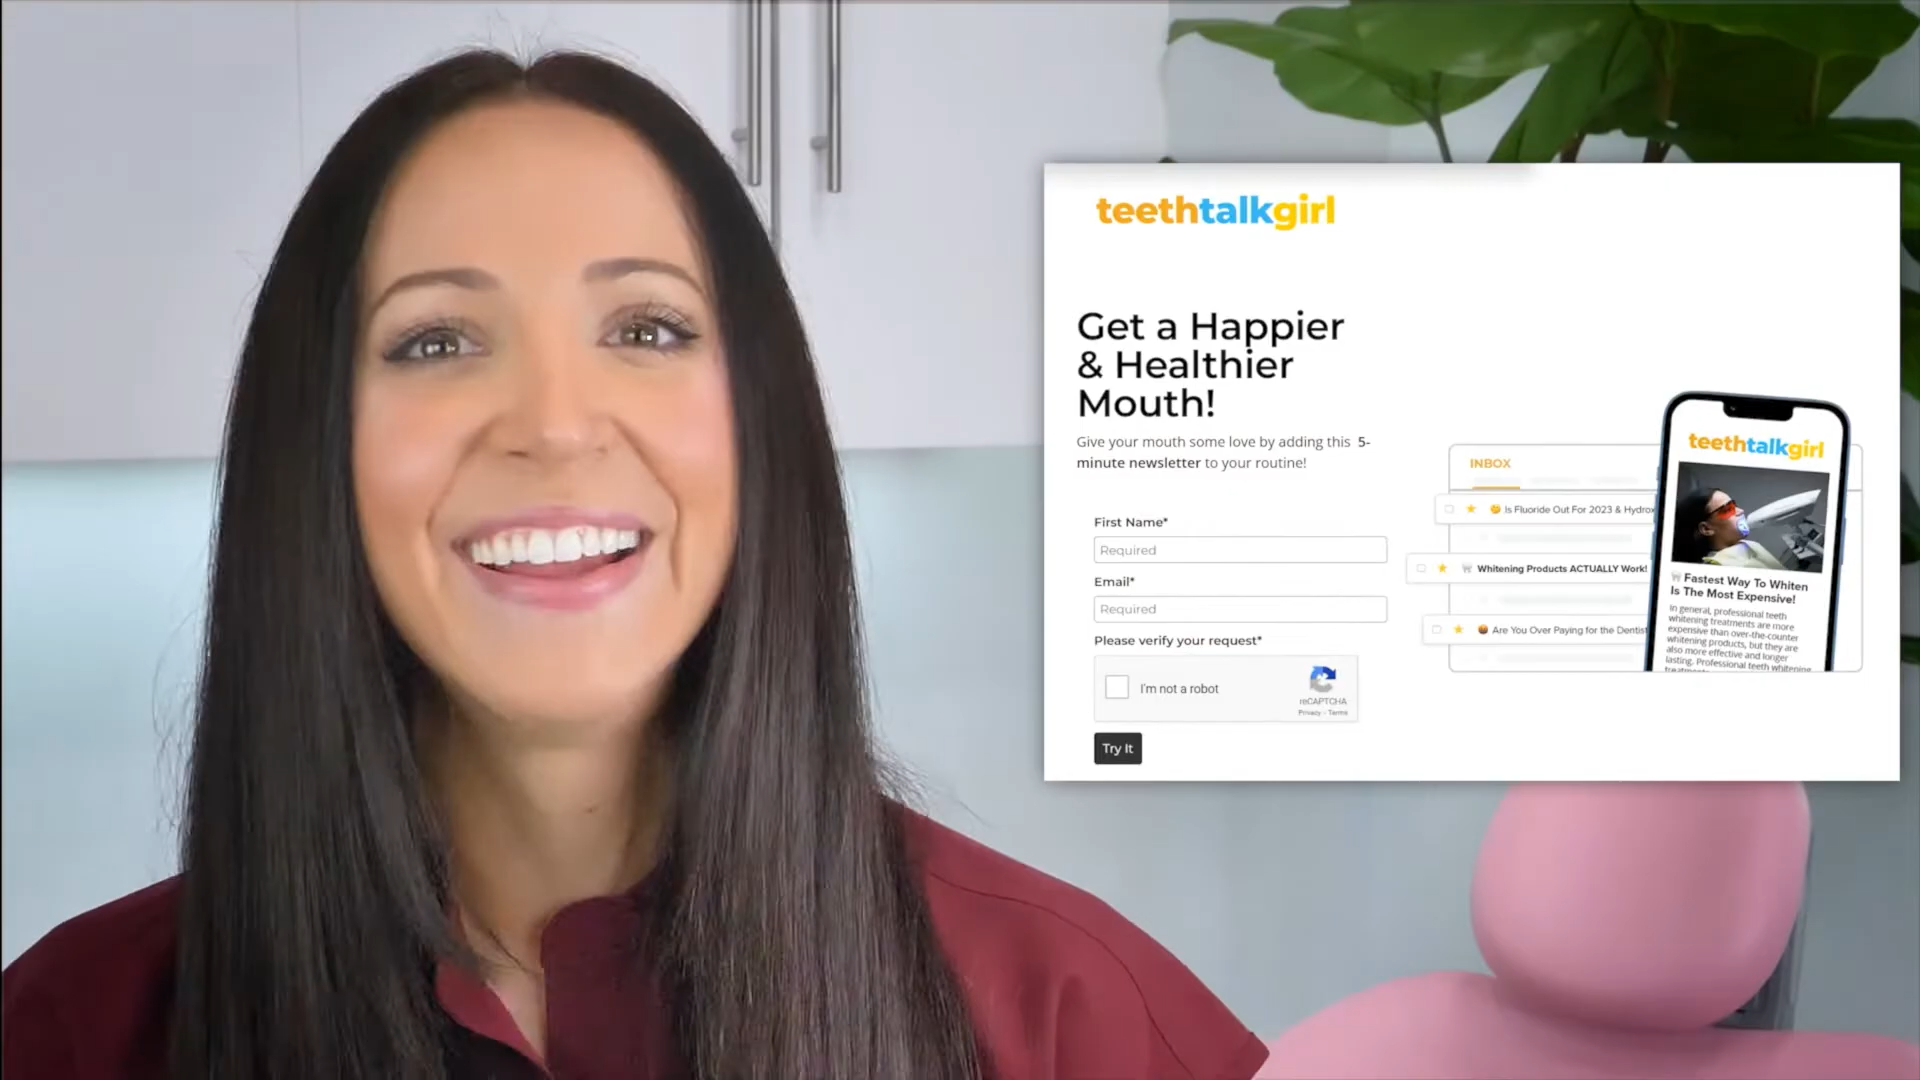 teethtalkgirl
Get a Happier
& Healthier
Mouth!
Give your mouth some love by adding this 5-
minute newsletter to your routine!
First Name*
Required
Email*
Required
Please verify your request*
I'm not a robot
reCAPTCHA
Privacy - Terms
Try It
INBOX
Is Fluoride Out For 2023 &
Whitening Products ACTUALLY Work!
Are You Over Paying for the
teethtalkgirl
Fastest Way To Whiten
Is The Most Expensive!
In general, professional teeth
whitening treatments are more
expensive than over-the-counter
whitening products, but they are
also more effective and longer
lasting. Professional teeth whitening